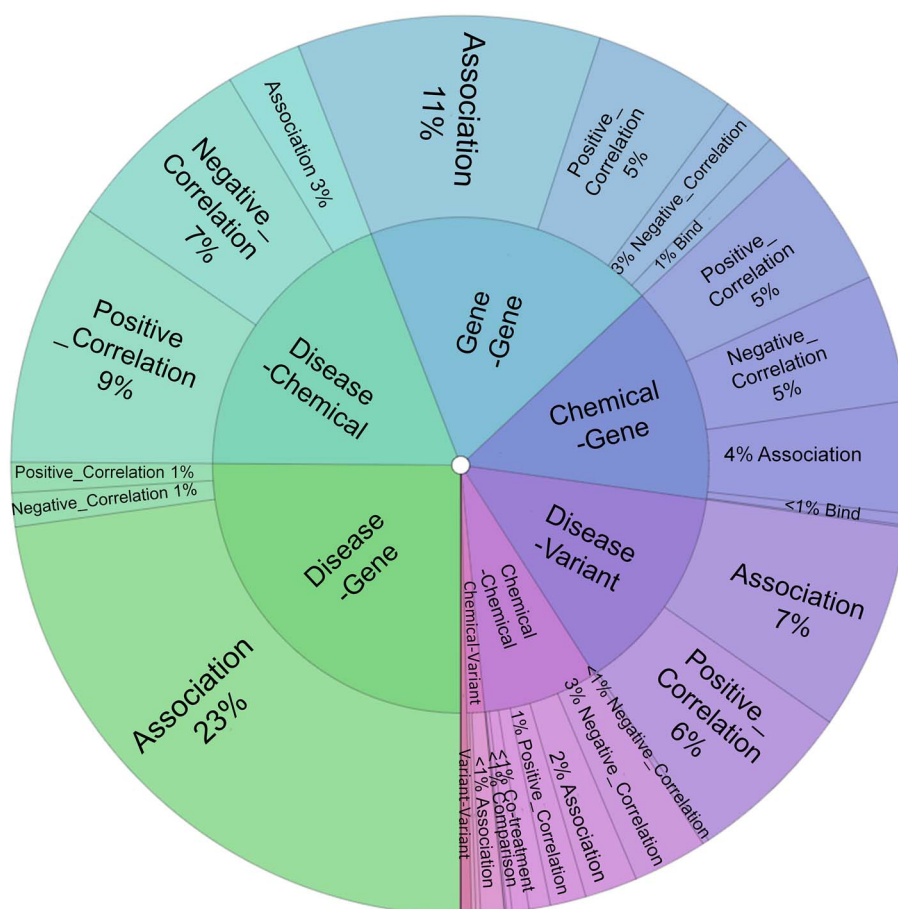 Association
11%
Positive_
Correlation
5%
3% Negative_Correlation
1% Bind
Gene
-Gene
Positive_
Correlation
5%
Negative_
Correlation
5%
4% Association
<1% Bind
Chemical
-Gene
Association
7%
Positive_
Correlation
6%
<1% Negative_Correlation
Disease
-Variant
3% Negative_Correlation
2% Association
1% Positive_Correlation
<1% Co-treatment
<1% Comparison
Chemical
-Chemical
<1% Association
Chemical-Variant
Variant-Variant
Association
23%
Negative_Correlation 1%
Positive_Correlation 1%
Disease
-Gene
Positive
_Correlation
9%
Negative_
Correlation
7%
Association 3%
Disease
-Chemical